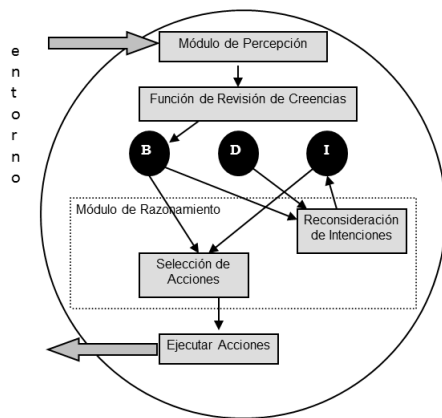 entorno
Módulo de Percepción
Función de Revisión de Creencias
B
D
I
Módulo de Razonamiento
Reconsideración
de Intenciones
Selección de
Acciones
Ejecutar Acciones